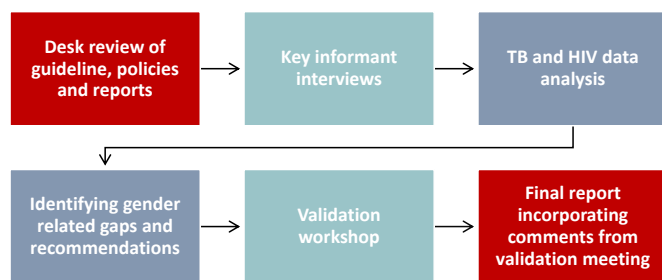 Desk review of
guideline, policies
and reports
Key informant
interviews
TB and HIV data
analysis
Identifying gender
related gaps and
recommendations
Validation
workshop
Final report
incorporating
comments from
validation meeting